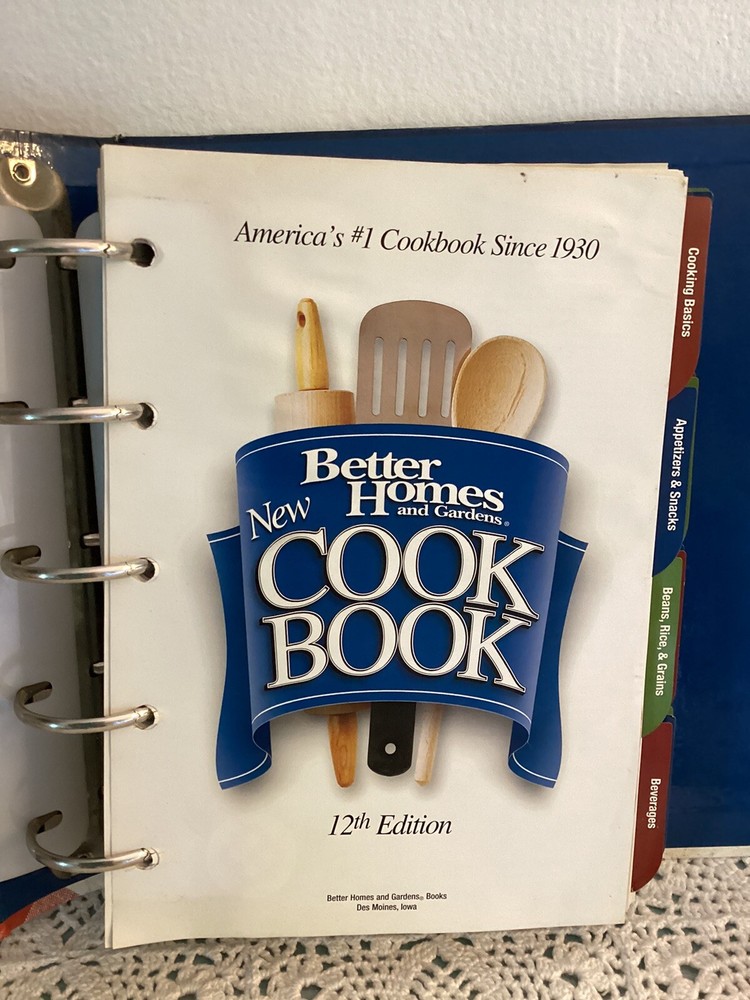 America's #1 Cookbook Since 1930
Better
Homes
and Gardens®
New
COOK
BOOK
12th Edition
Better Homes and Gardens® Books
Des Moines, Iowa
Cooking Basics
Appetizers & Snacks
Beans, Rice, & Grains
Beverages